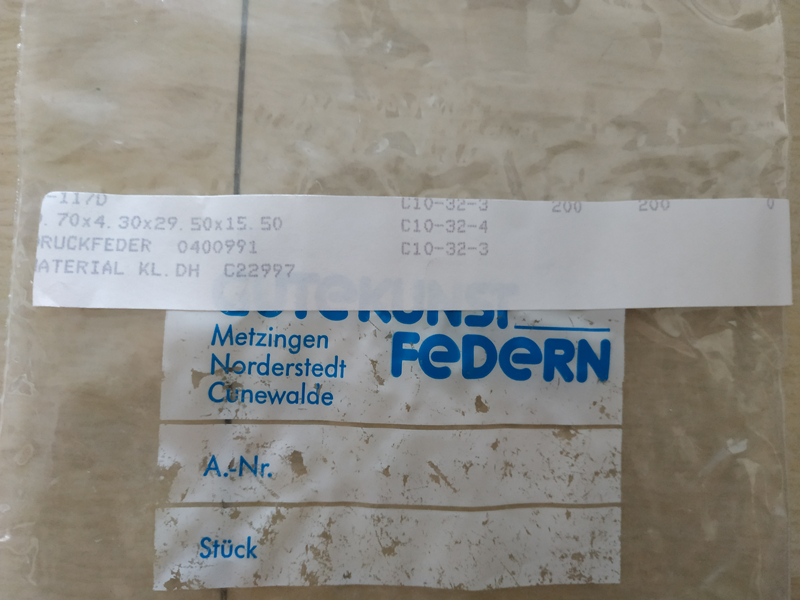 -117D C10-32-3 200 200 0
.70x4.30x29.50x15.50 C10-32-4
RUCKFEDER 0400991 C10-32-3
ATERIAL KL.DH C22997
GUTEKUNST
FEDERN
Metzingen
Norderstedt
Cunewalde
A.-Nr.
Stück